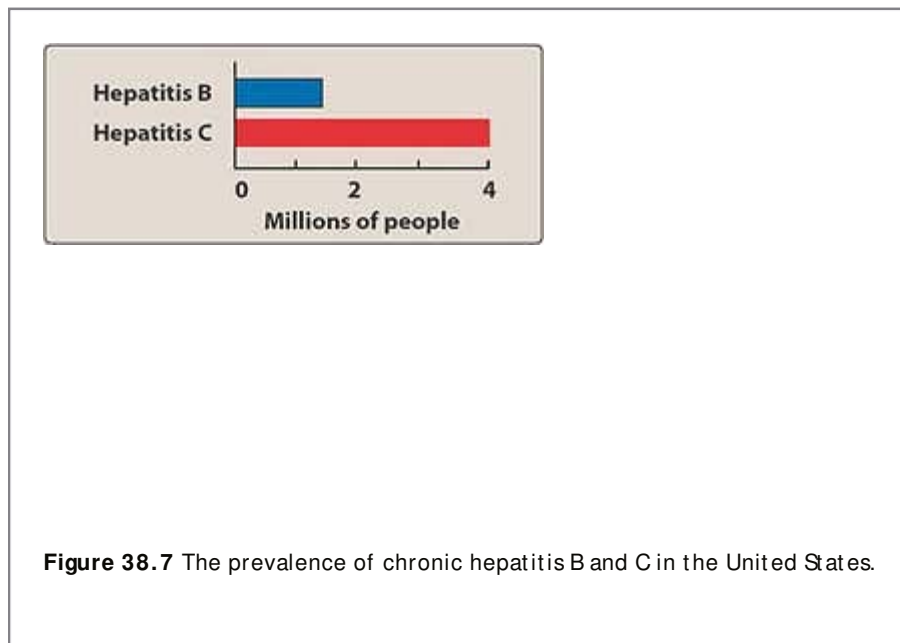 Hepatitis B
Hepatitis C
0 2 4
Millions of people
Figure 38.7 The prevalence of chronic hepatitis B and C in the United States.